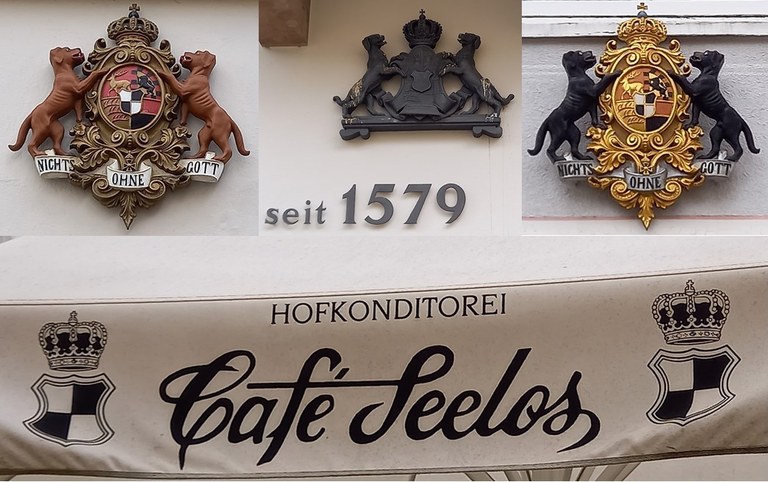 NICHTS OHNE GOTT
seit 1579
NICHTS OHNE GOTT
HOFKONDITOREI
Café Seelos